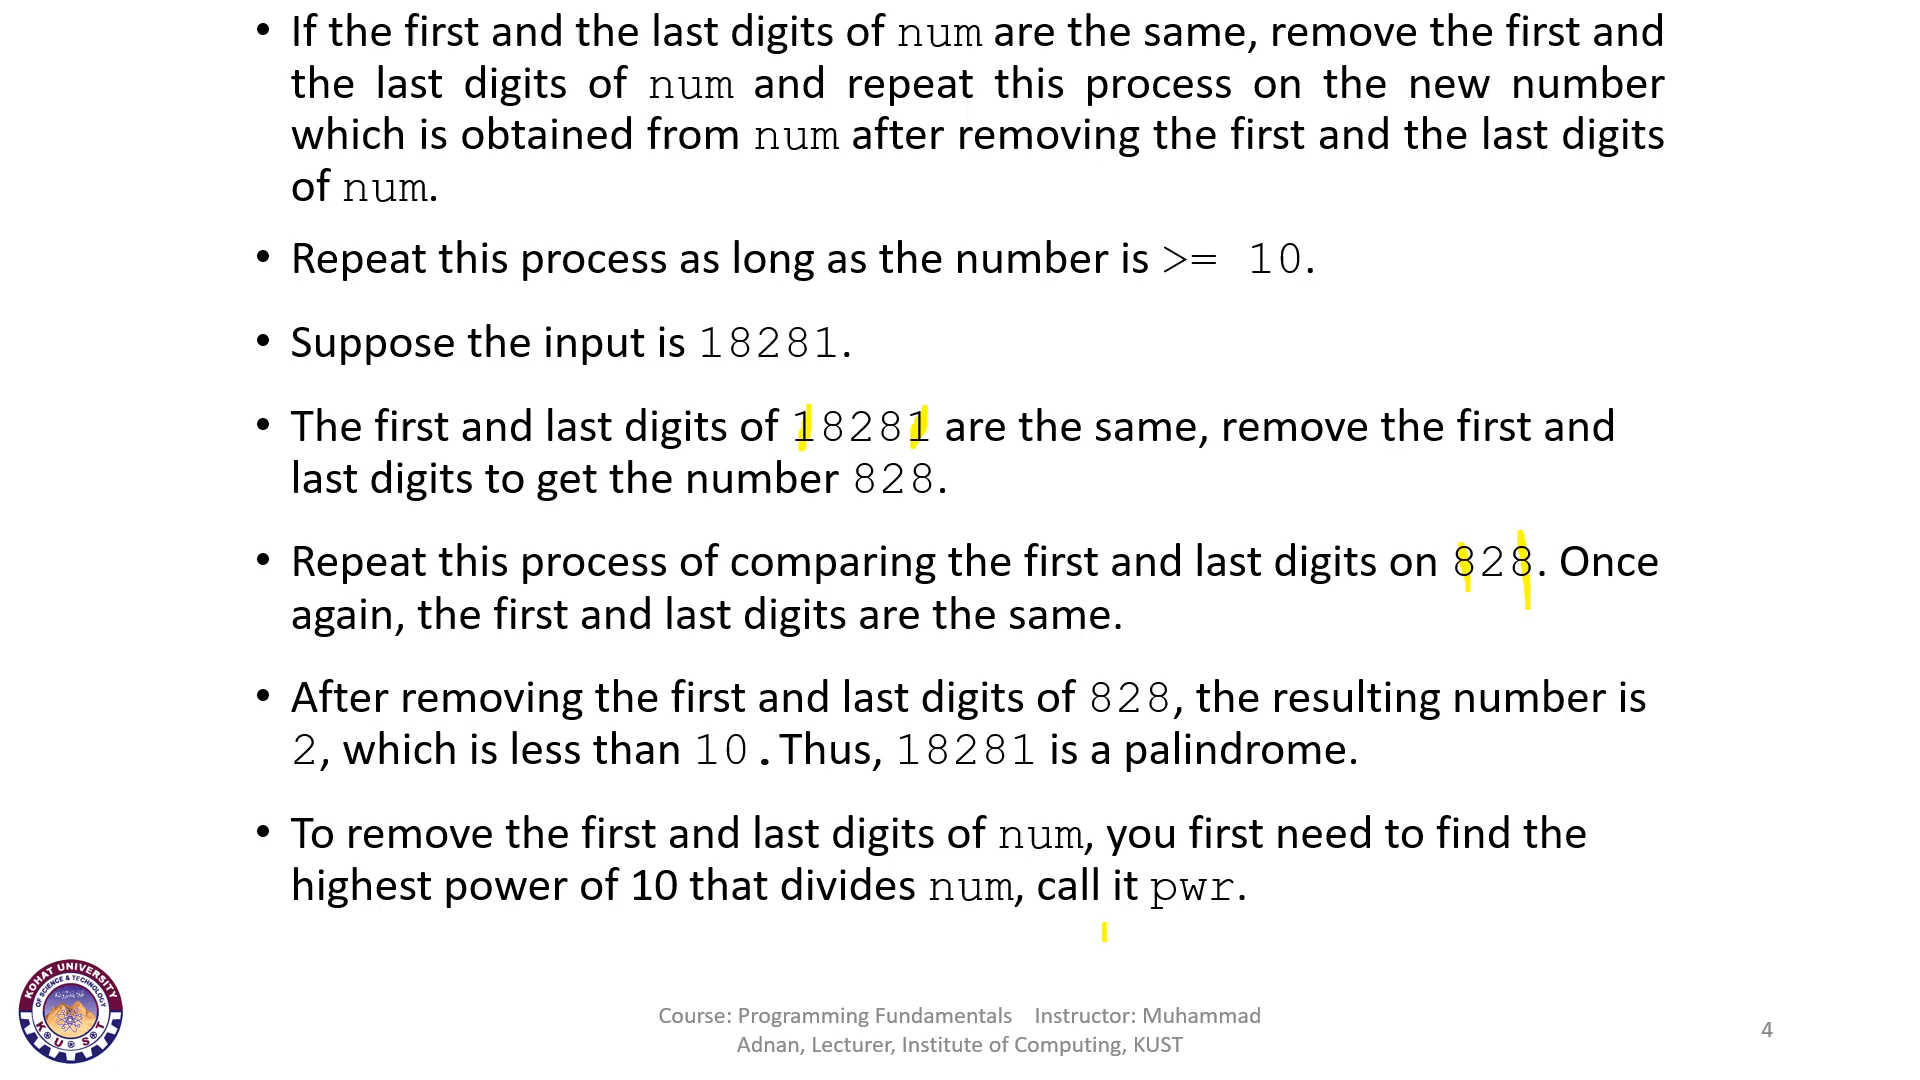 • If the first and the last digits of num are the same, remove the first and
the last digits of num and repeat this process on the new number
which is obtained from num after removing the first and the last digits
of num.
• Repeat this process as long as the number is >= 10.
• Suppose the input is 18281.
• The first and last digits of 18281 are the same, remove the first and
last digits to get the number 828.
• Repeat this process of comparing the first and last digits on 828. Once
again, the first and last digits are the same.
• After removing the first and last digits of 828, the resulting number is
2, which is less than 10. Thus, 18281 is a palindrome.
• To remove the first and last digits of num, you first need to find the
highest power of 10 that divides num, call it pwr.
KOHAT UNIVERSITY
OF SCIENCE & TECHNOLOGY
K U S T
Course: Programming Fundamentals Instructor: Muhammad
Adnan, Lecturer, Institute of Computing, KUST
4